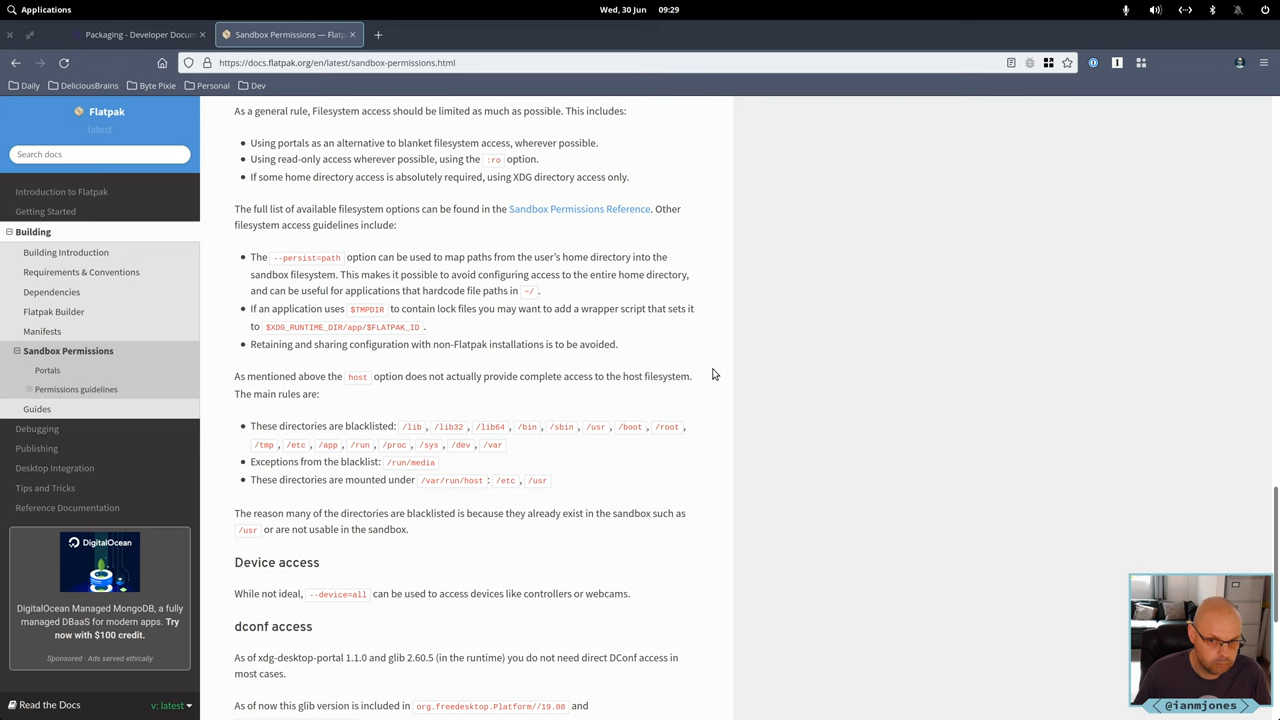 Applications
Wed, 30 Jun 09:29
Packaging - Developer Docum
Sandbox Permissions — Flatpa
https://docs.flatpak.org/en/latest/sandbox-permissions.html
Daily DeliciousBrains Byte Pixie Personal Dev
Flatpak
latest
Search docs
Introduction to Flatpak
Getting Started
Building
Building Introduction
Requirements & Conventions
Dependencies
Flatpak Builder
Manifests
Sandbox Permissions
Portals
Permissions guidelines
Guides
Debugging
Publishing
Desktop Integration
Tips and Tricks
Reference Documentation
DigitalOcean
DigitalOcean Managed MongoDB, a fully
managed DBaaS for modern apps. Try
now with $100 credit.
Sponsored · Ads served ethically
Read the Docs v: latest
As a general rule, Filesystem access should be limited as much as possible. This includes:
Using portals as an alternative to blanket filesystem access, wherever possible.
Using read-only access wherever possible, using the :ro option.
If some home directory access is absolutely required, using XDG directory access only.
The full list of available filesystem options can be found in the Sandbox Permissions Reference. Other
filesystem access guidelines include:
The --persist=path option can be used to map paths from the user's home directory into the
sandbox filesystem. This makes it possible to avoid configuring access to the entire home directory,
and can be useful for applications that hardcode file paths in ~/.
If an application uses $TMPDIR to contain lock files you may want to add a wrapper script that sets it
to $XDG_RUNTIME_DIR/app/$FLATPAK_ID.
Retaining and sharing configuration with non-Flatpak installations is to be avoided.
As mentioned above the host option does not actually provide complete access to the host filesystem.
The main rules are:
These directories are blacklisted: /lib, /lib32, /lib64, /bin, /sbin, /usr, /boot, /root,
/tmp, /etc, /app, /run, /proc, /sys, /dev, /var
Exceptions from the blacklist: /run/media
These directories are mounted under /var/run/host: /etc, /usr
The reason many of the directories are blacklisted is because they already exist in the sandbox such as
/usr or are not usable in the sandbox.
Device access
While not ideal, --device=all can be used to access devices like controllers or webcams.
dconf access
As of xdg-desktop-portal 1.1.0 and glib 2.60.5 (in the runtime) you do not need direct DConf access in
most cases.
As of now this glib version is included in org.freedesktop.Platform//19.08 and
< @ianmjones >